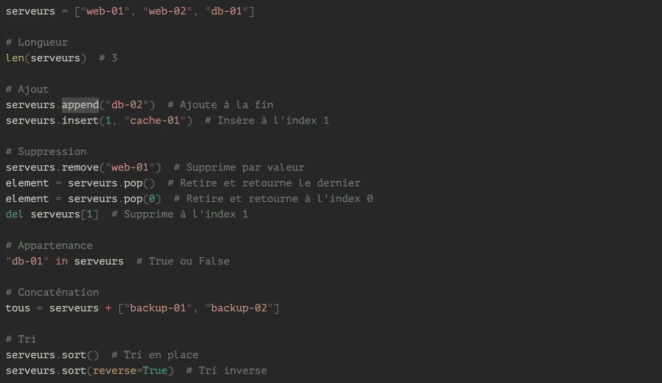 serveurs = ["web-01", "web-02", "db-01"]
# Longueur
len(serveurs)  # 3
# Ajout
serveurs.append("db-02")  # Ajoute à la fin
serveurs.insert(1, "cache-01")  # Insère à l'index 1
# Suppression
serveurs.remove("web-01")  # Supprime par valeur
element = serveurs.pop()  # Retire et retourne le dernier
element = serveurs.pop(0)  # Retire et retourne à l'index 0
del serveurs[1]  # Supprime à l'index 1
# Appartenance
"db-01" in serveurs  # True ou False
# Concaténation
tous = serveurs + ["backup-01", "backup-02"]
# Tri
serveurs.sort()  # Tri en place
serveurs.sort(reverse=True)  # Tri inverse